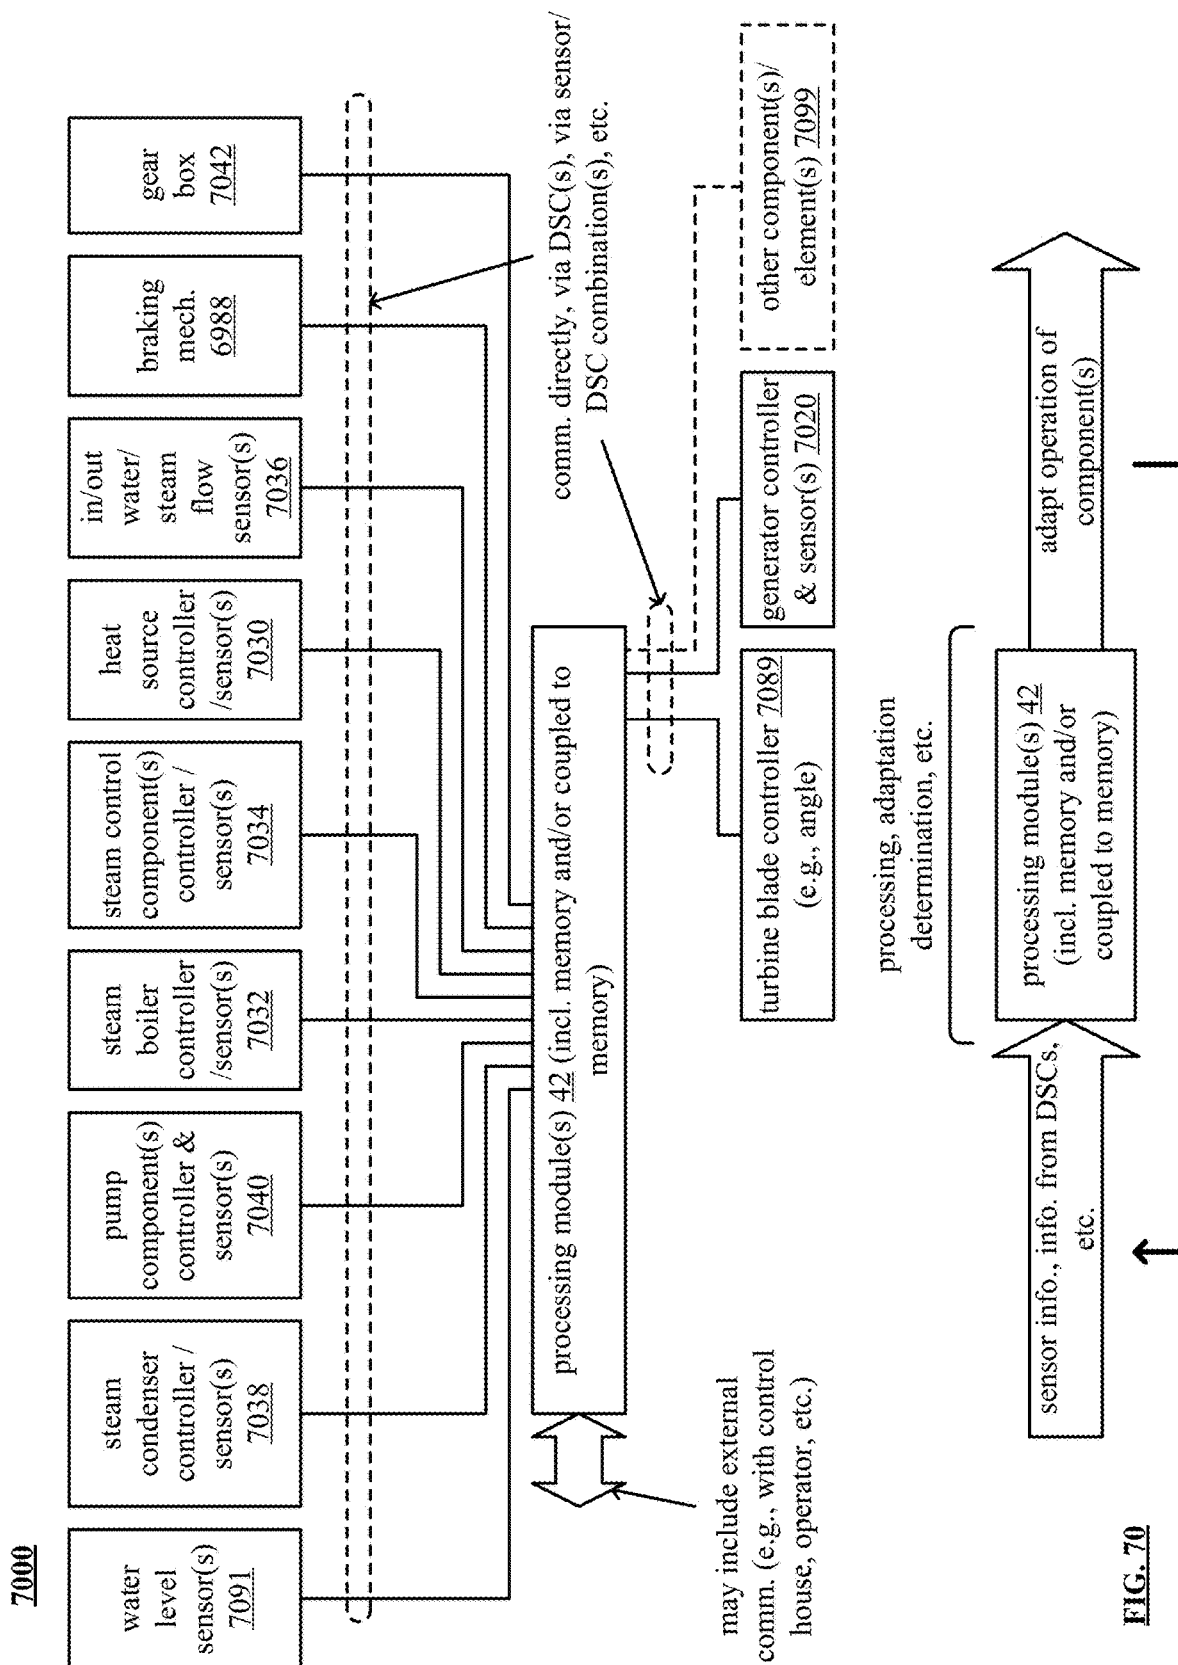 7000
water
level
sensor(s)
7091
steam
condenser
controller /
sensor(s)
7038
pump
component(s)
controller &
sensor(s)
7040
steam
boiler
controller
/sensor(s)
7032
steam control
component(s)
controller /
sensor(s)
7034
heat
source
controller
/sensor(s)
7030
in/out
water/
steam
flow
sensor(s)
7036
braking
mech.
6988
gear
box
7042
comm. directly, via DSC(s), via sensor/
DSC combination(s), etc.
processing module(s) 42 (incl. memory and/or coupled to
memory)
may include external
comm. (e.g., with control
house, operator, etc.)
turbine blade controller 7089
(e.g., angle)
generator controller
& sensor(s) 7020
other component(s)/
element(s) 7099
processing, adaptation
determination, etc.
sensor info., info. from DSCs,
etc.
processing module(s) 42
(incl. memory and/or
coupled to memory)
adapt operation of
component(s)
FIG. 70